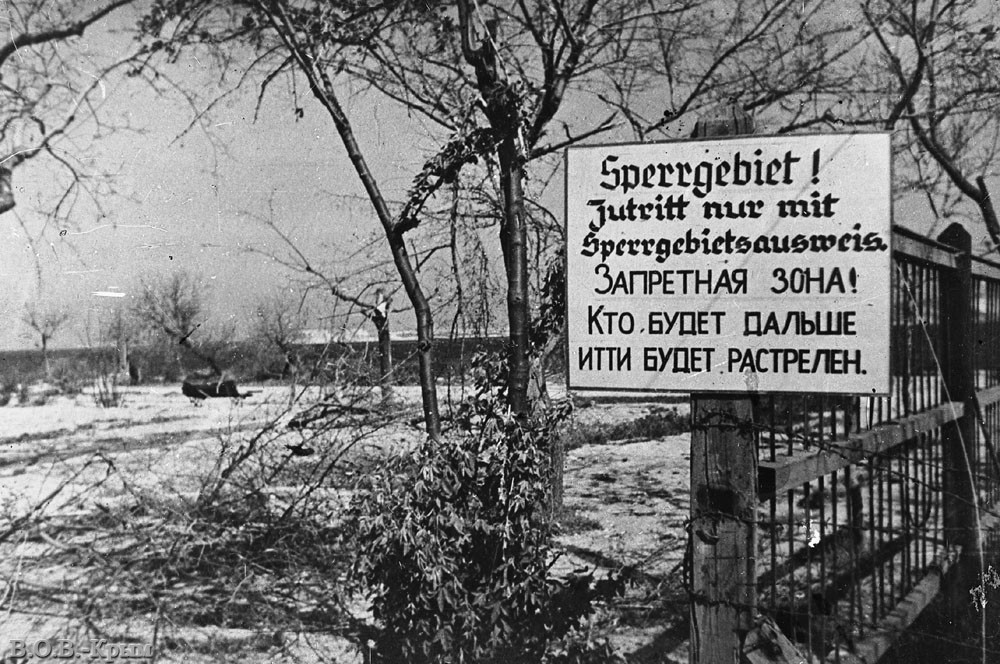 Sperrgebiet!
Zutritt nur mit
Sperrgebietsausweis.
ЗАПРЕТНАЯ ЗОНА!
КТО БУДЕТ ДАЛЬШЕ
ИТТИ БУДЕТ РАСТРЕЛЕН.
В.О.В.-Крым